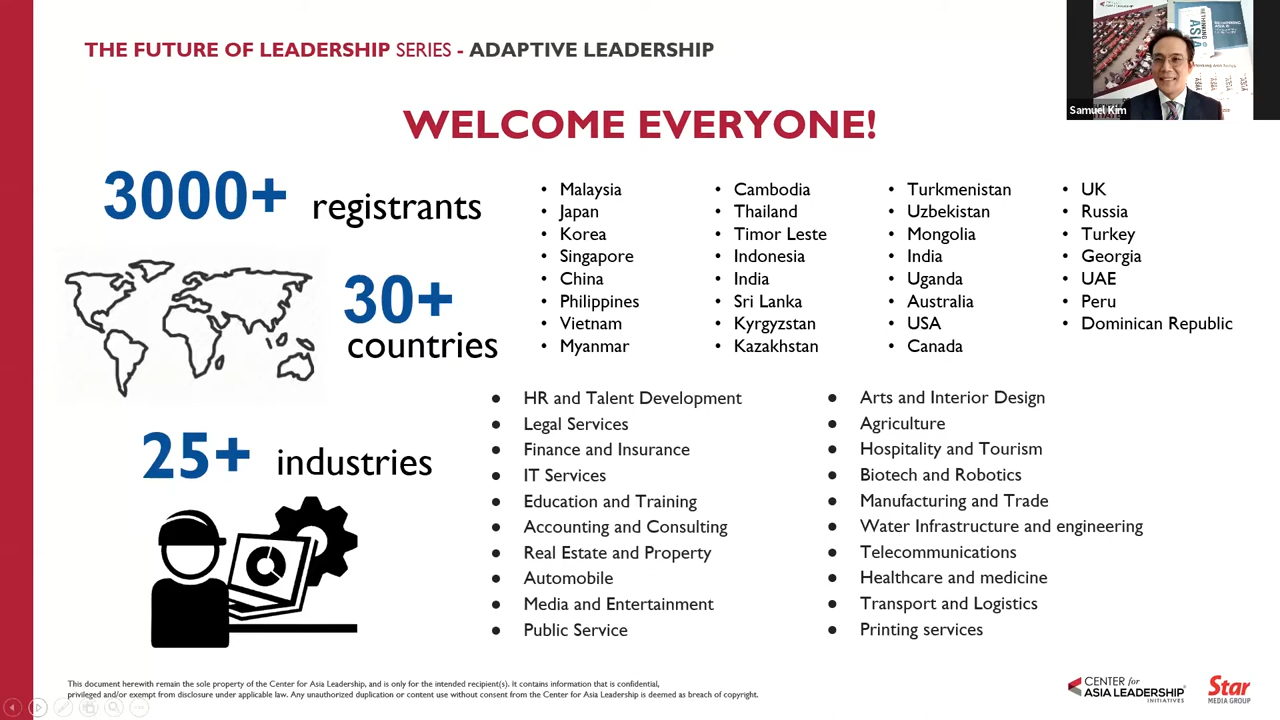 THE FUTURE OF LEADERSHIP SERIES - ADAPTIVE LEADERSHIP
Samuel Kim
WELCOME EVERYONE!
3000+ registrants
30+
countries
25+ industries
• Malaysia
• Japan
• Korea
• Singapore
• China
• Philippines
• Vietnam
• Myanmar
• Cambodia
• Thailand
• Timor Leste
• Indonesia
• India
• Sri Lanka
• Kyrgyzstan
• Kazakhstan
• Turkmenistan
• Uzbekistan
• Mongolia
• India
• Uganda
• Australia
• USA
• Canada
• UK
• Russia
• Turkey
• Georgia
• UAE
• Peru
• Dominican Republic
● HR and Talent Development
● Legal Services
● Finance and Insurance
● IT Services
● Education and Training
● Accounting and Consulting
● Real Estate and Property
● Automobile
● Media and Entertainment
● Public Service
● Arts and Interior Design
● Agriculture
● Hospitality and Tourism
● Biotech and Robotics
● Manufacturing and Trade
● Water Infrastructure and engineering
● Telecommunications
● Healthcare and medicine
● Transport and Logistics
● Printing services
This document herewith remain the sole property of the Center for Asia Leadership, and is only for the intended recipient(s). It contains information that is confidential,
privileged and/or exempt from disclosure under applicable law. Any unauthorized duplication or content use without consent from the Center for Asia Leadership is deemed as breach of copyright.
CENTER for
ASIA LEADERSHIP
INITIATIVES
Star
MEDIA GROUP